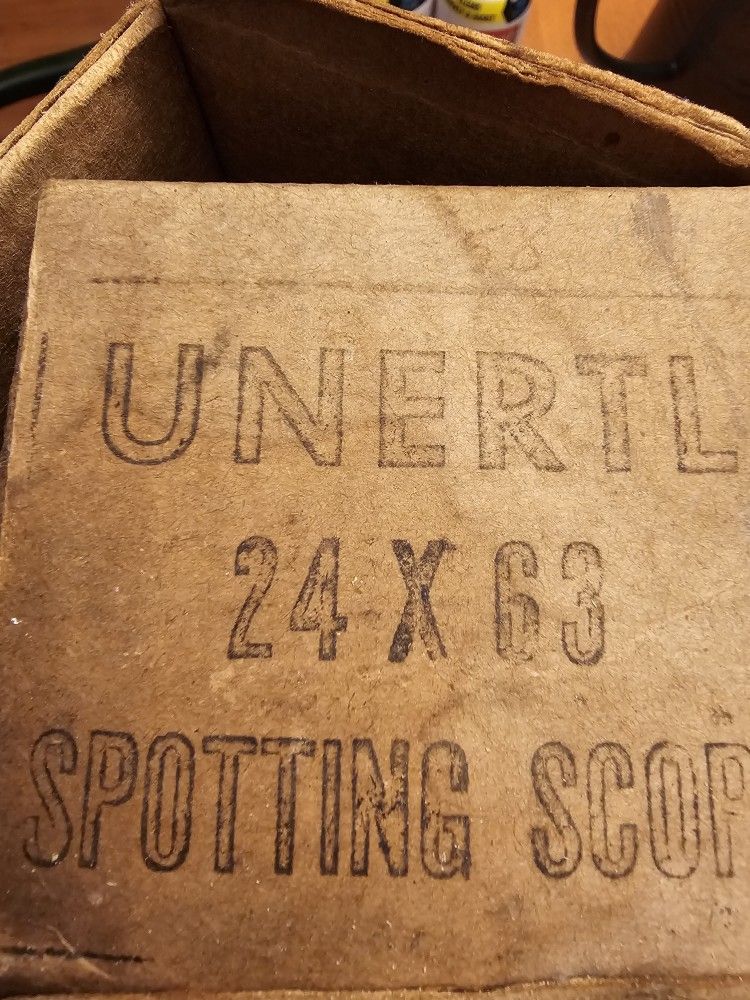 UNERTL
24 X 63
SPOTTING SCOP